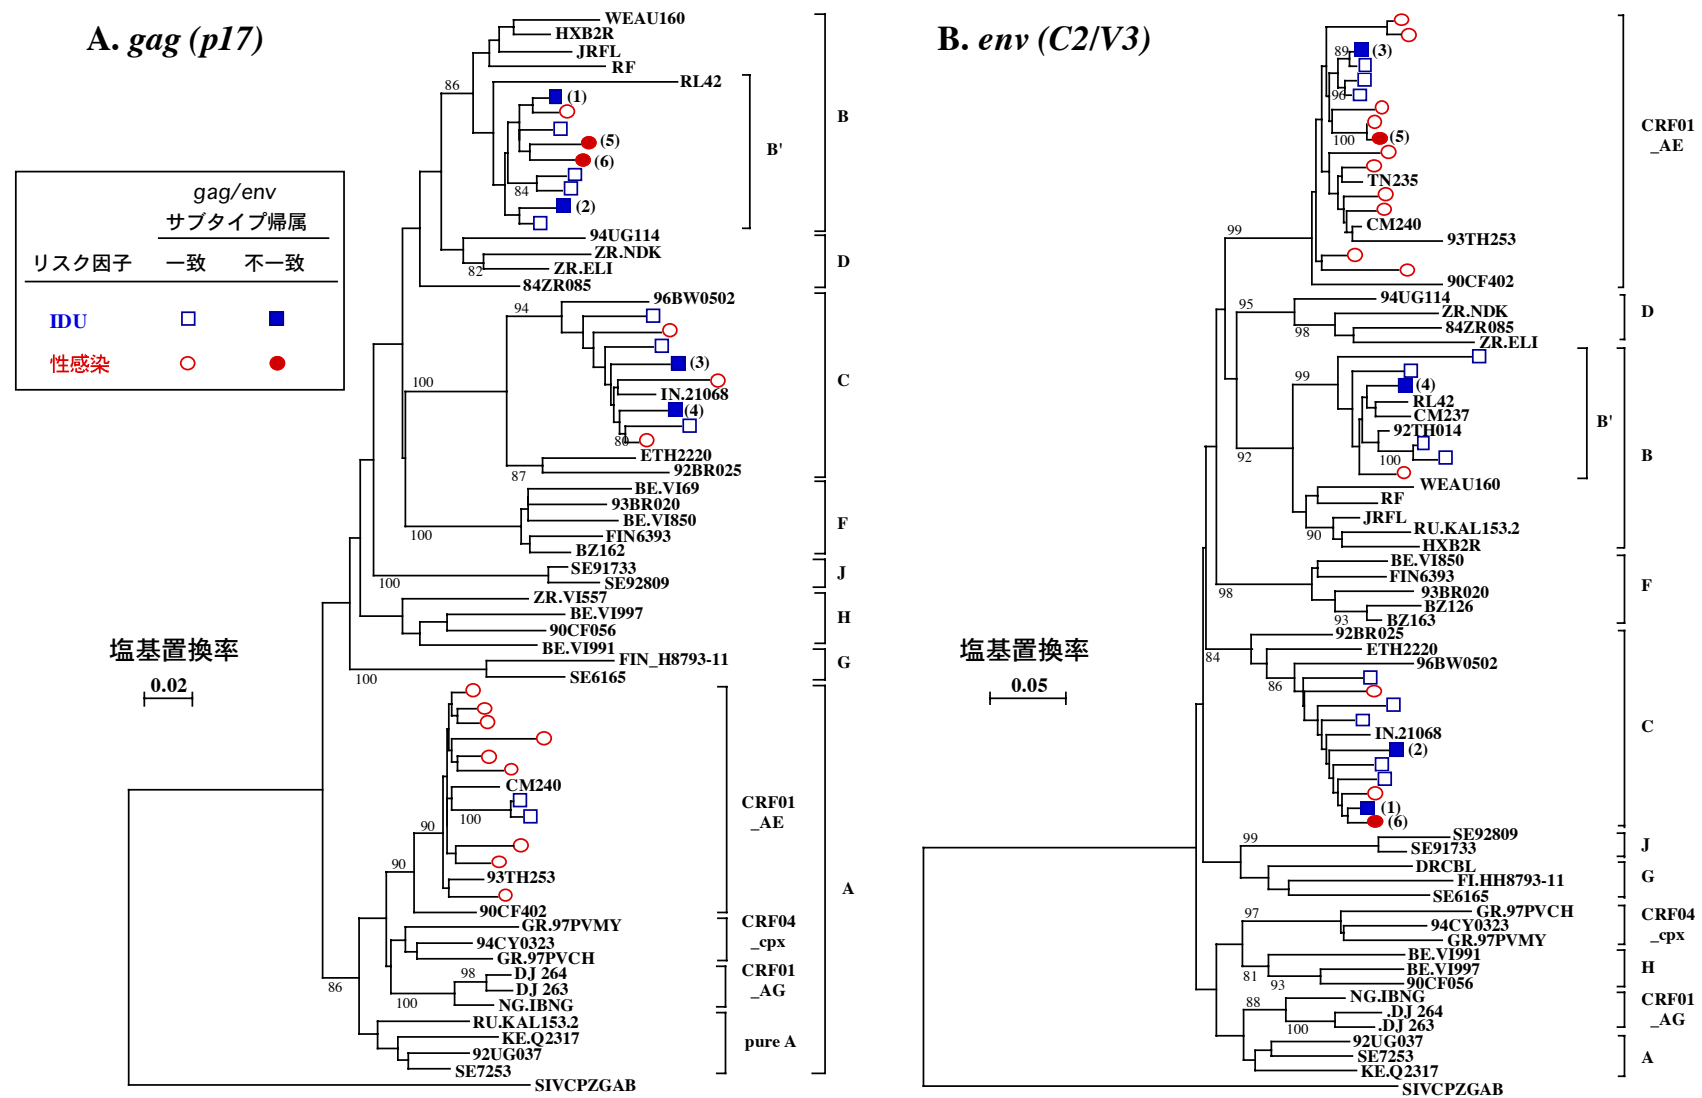 A. gag (p17)
WEAU160
HXB2R
JRFL
RF
86
RL42
(1)
(5)
(6)
84
(2)
B'
B
94UG114
ZR.NDK
82
ZR.ELI
84ZR085
D
gag/env
サブタイプ帰属
リスク因子 一致 不一致
IDU
性感染
94
96BW0502
(3)
100
IN.21068
(4)
80
ETH2220
87
92BR025
C
BE.VI69
93BR020
BE.VI850
100
FIN6393
BZ162
F
SE91733
100
SE92809
J
ZR.VI557
BE.VI997
90CF056
BE.VI991
H
FIN_H8793-11
100
SE6165
G
塩基置換率
0.02
CM240
100
90
90
93TH253
90CF402
CRF01
_AE
GR.97PVMY
94CY0323
GR.97PVCH
CRF04
_cpx
98
DJ 264
DJ 263
100
NG.IBNG
CRF01
_AG
86
RU.KAL153.2
KE.Q2317
92UG037
SE7253
pure A
A
SIVCPZGAB
B. env (C2/V3)
89
(3)
96
100
(5)
TN235
CM240
99
93TH253
90CF402
CRF01
_AE
95
94UG114
ZR.NDK
98
84ZR085
ZR.ELI
D
99
(4)
RL42
CM237
92TH014
92
100
B'
B
WEAU160
RF
JRFL
90
RU.KAL153.2
HXB2R
BE.VI850
FIN6393
98
93BR020
BZ126
93
BZ163
F
92BR025
84
ETH2220
96BW0502
86
IN.21068
(2)
(1)
(6)
C
塩基置換率
0.05
99
SE92809
SE91733
J
DRCBL
FI.HH8793-11
SE6165
G
97
GR.97PVCH
94CY0323
GR.97PVMY
CRF04
_cpx
BE.VI991
81
BE.VI997
93
90CF056
H
88
NG.IBNG
.DJ 264
100
.DJ 263
CRF01
_AG
92UG037
SE7253
KE.Q2317
A
SIVCPZGAB